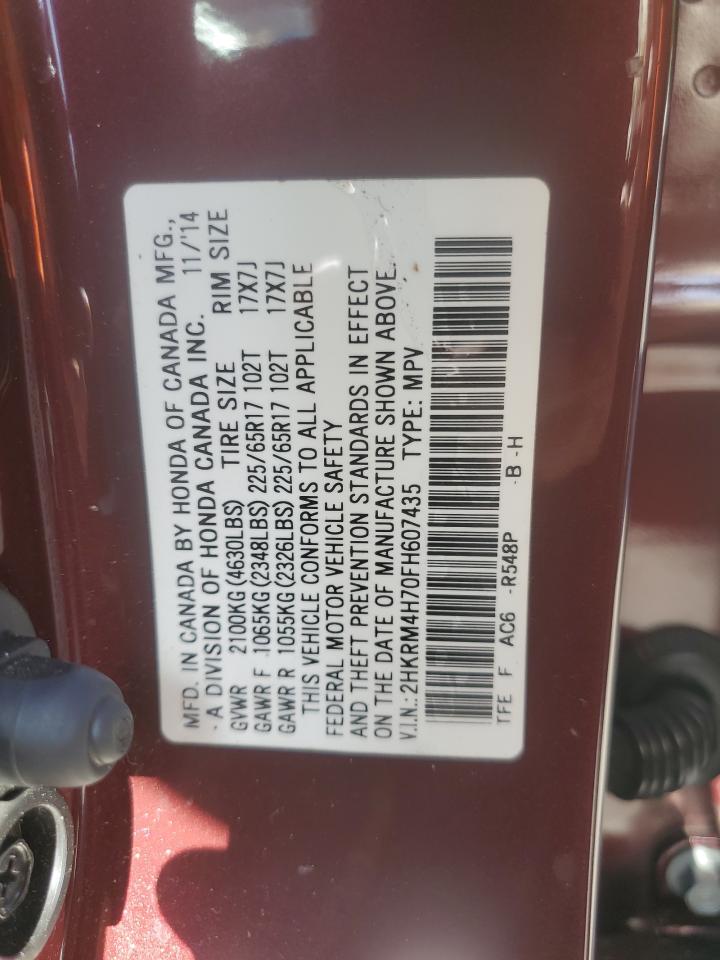 MFD. IN CANADA BY HONDA OF CANADA MFG.,
- A DIVISION OF HONDA CANADA INC. 11/'14
GVWR 2100KG(4630LBS) TIRE SIZE RIM SIZE
GAWR F 1065KG(2348LBS) 225/65R17 102T 17X7J
GAWR R 1055KG(2326LBS) 225/65R17 102T 17X7J
THIS VEHICLE CONFORMS TO ALL APPLICABLE
FEDERAL MOTOR VEHICLE SAFETY
AND THEFT PREVENTION STANDARDS IN EFFECT
ON THE DATE OF MANUFACTURE SHOWN ABOVE.
V.I.N.: 2HKRM4H70FH607435 TYPE: MPV
TFE F AC6 -R548P -B -H